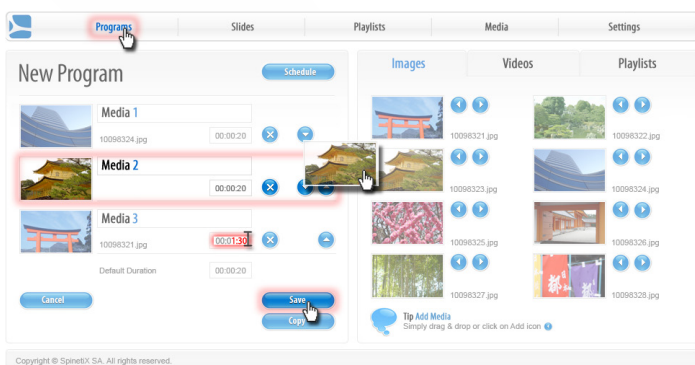 Programs Slides Playlists Media Settings
New Program
Schedule
Media 1
10098324.jpg 00:00:20
Media 2
00:00:20
Media 3
10098321.jpg 00:01:30
Default Duration 00:00:20
Cancel Save
Copy
Images Videos Playlists
10098321.jpg 10098322.jpg
10098323.jpg 10098324.jpg
10098325.jpg 10098326.jpg
10098327.jpg 10098328.jpg
Tip Add Media
Simply drag & drop or click on Add icon
Copyright © SpinetiX SA. All rights reserved.